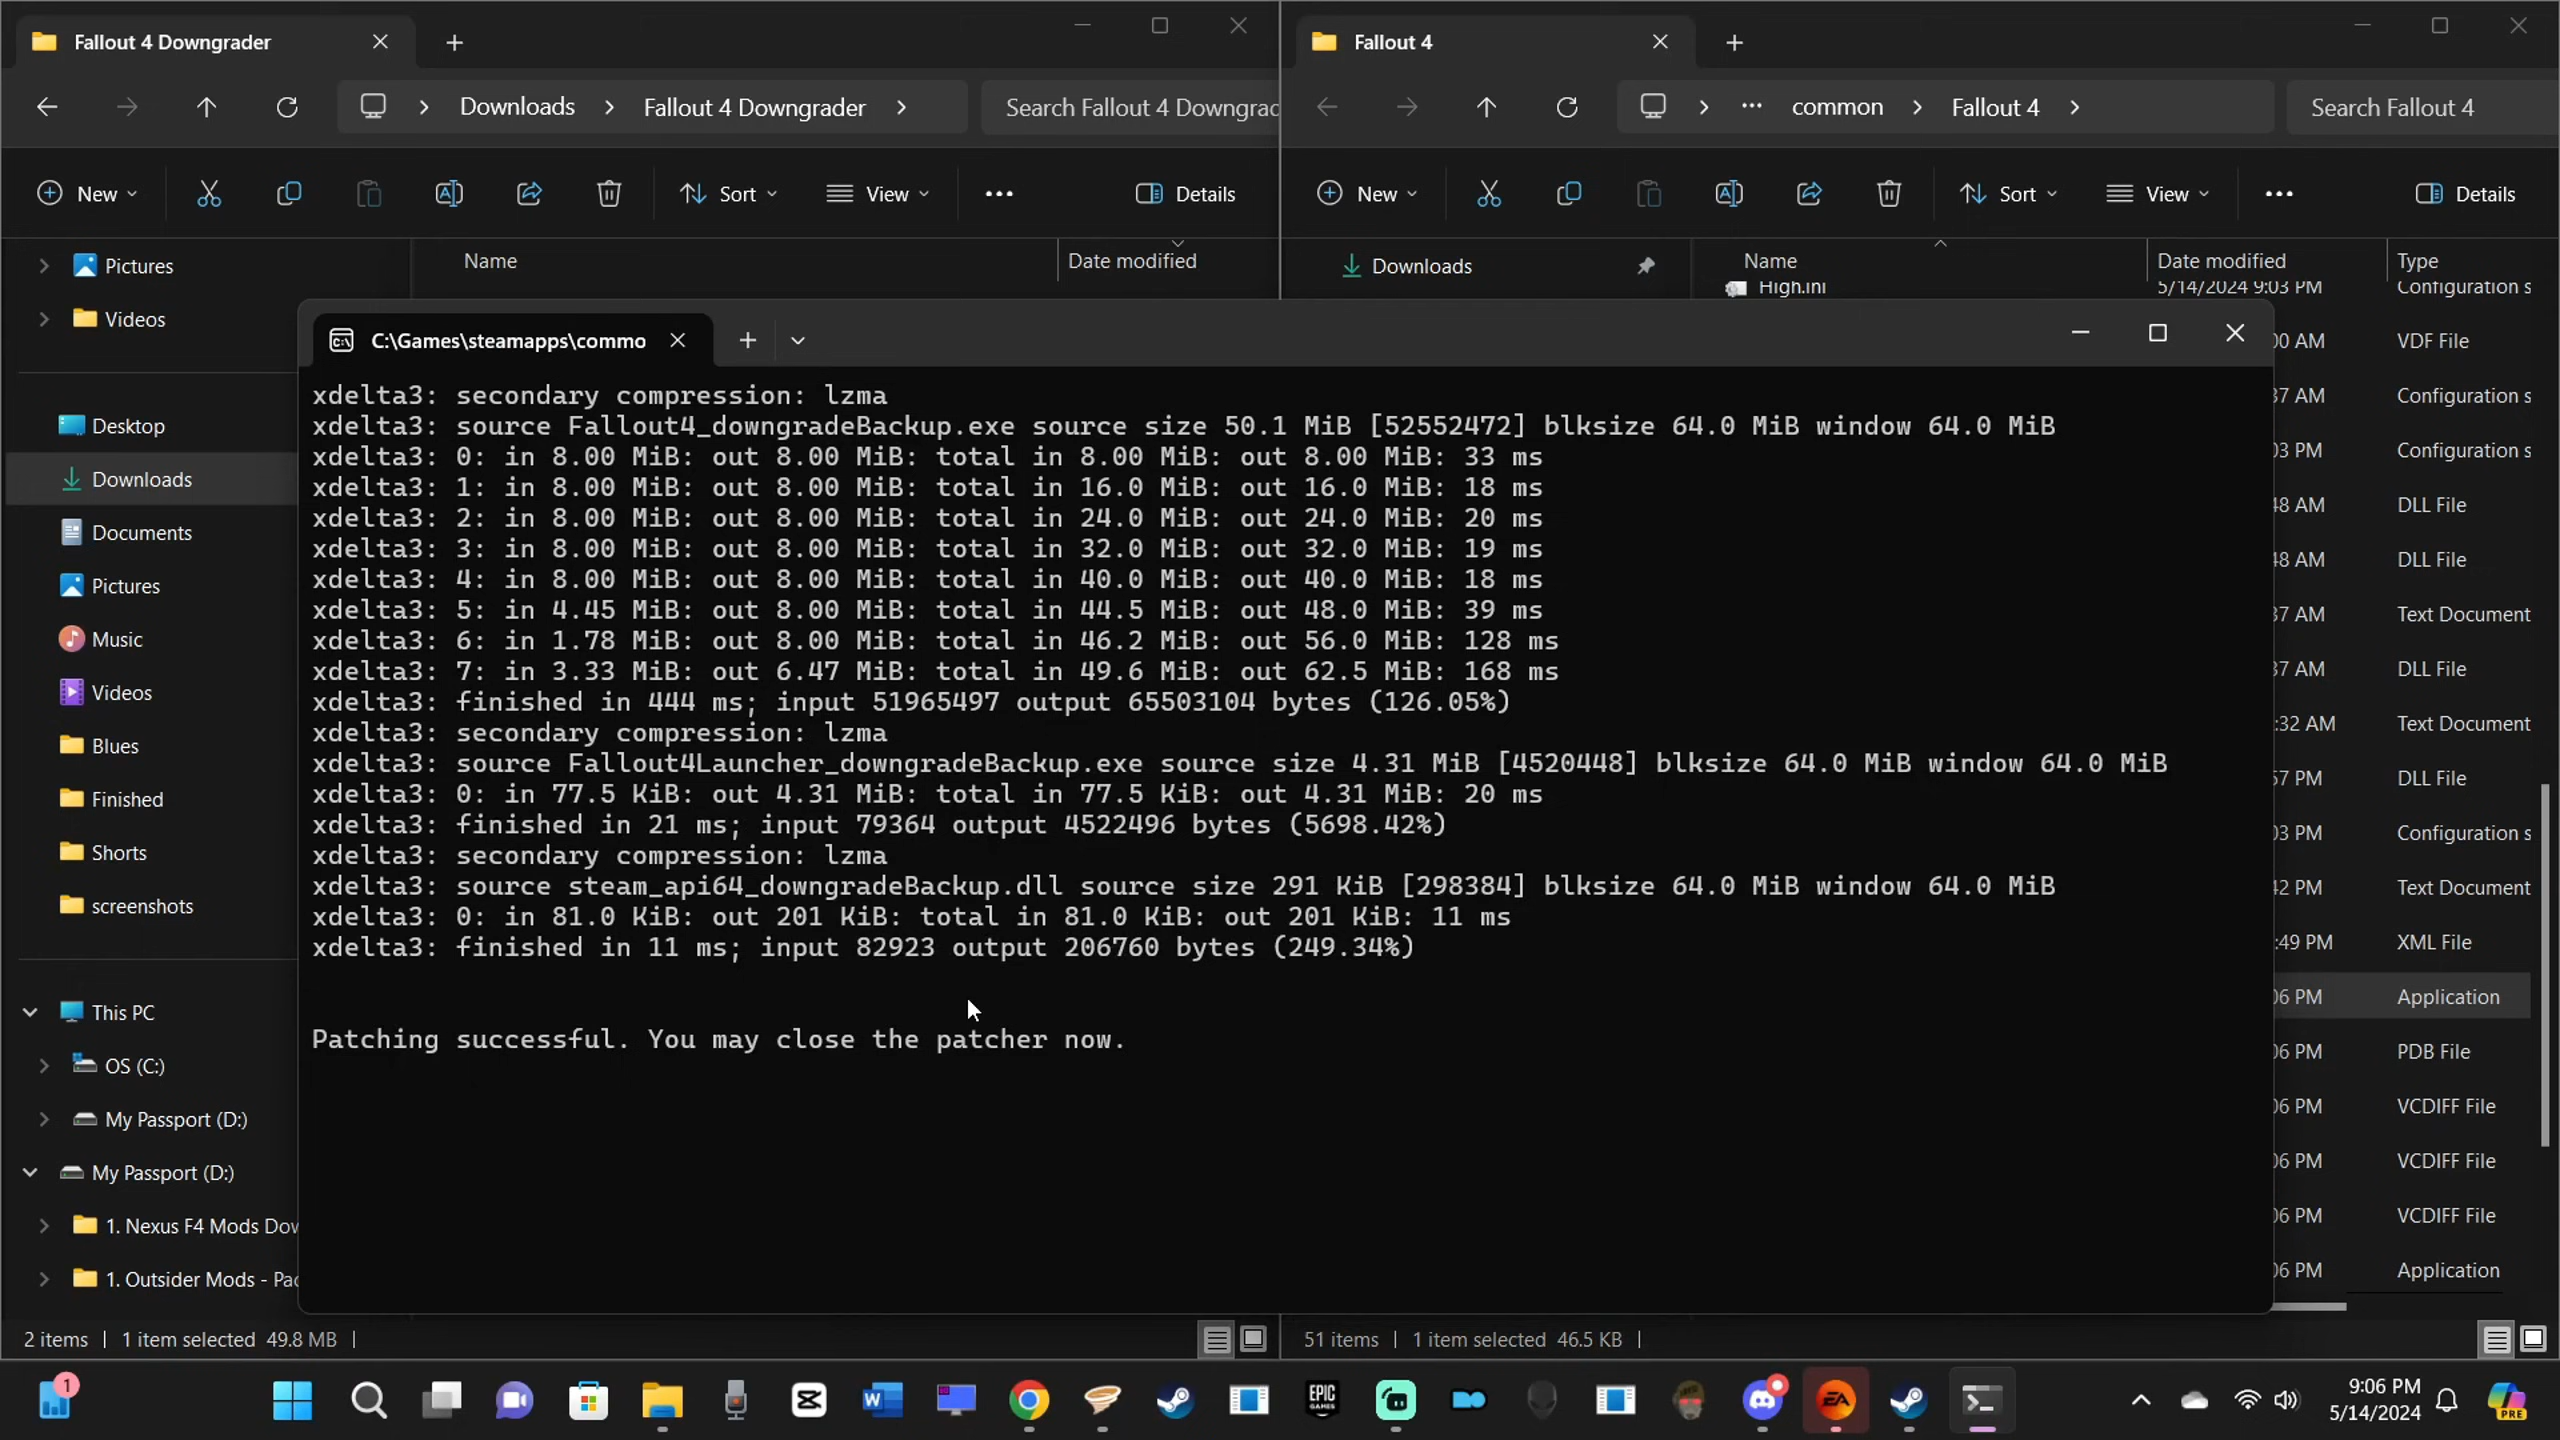 Fallout 4 Downgrader
Downloads > Fallout 4 Downgrader >
Search Fallout 4 Downgrad
New
Sort
View
Details
Name
Date modified
Pictures
Videos
Desktop
Downloads
Documents
Pictures
Music
Videos
Blues
Finished
Shorts
screenshots
This PC
OS (C:)
My Passport (D:)
My Passport (D:)
1. Nexus F4 Mods Dow
1. Outsider Mods - Pac
2 items | 1 item selected 49.8 MB |
Fallout 4
common > Fallout 4 >
Search Fallout 4
New
Sort
View
Details
Downloads
Name
Date modified
Type
High.ini
5/14/2024 9:03 PM
Configuration s
00 AM
VDF File
37 AM
Configuration s
03 PM
Configuration s
48 AM
DLL File
48 AM
DLL File
37 AM
Text Document
37 AM
DLL File
:32 AM
Text Document
57 PM
DLL File
03 PM
Configuration s
42 PM
Text Document
:49 PM
XML File
06 PM
Application
06 PM
PDB File
06 PM
VCDIFF File
06 PM
VCDIFF File
06 PM
VCDIFF File
06 PM
Application
51 items | 1 item selected 46.5 KB |
C:\Games\steamapps\commo
xdelta3: secondary compression: lzma
xdelta3: source Fallout4_downgradeBackup.exe source size 50.1 MiB [52552472] blksize 64.0 MiB window 64.0 MiB
xdelta3: 0: in 8.00 MiB: out 8.00 MiB: total in 8.00 MiB: out 8.00 MiB: 33 ms
xdelta3: 1: in 8.00 MiB: out 8.00 MiB: total in 16.0 MiB: out 16.0 MiB: 18 ms
xdelta3: 2: in 8.00 MiB: out 8.00 MiB: total in 24.0 MiB: out 24.0 MiB: 20 ms
xdelta3: 3: in 8.00 MiB: out 8.00 MiB: total in 32.0 MiB: out 32.0 MiB: 19 ms
xdelta3: 4: in 8.00 MiB: out 8.00 MiB: total in 40.0 MiB: out 40.0 MiB: 18 ms
xdelta3: 5: in 4.45 MiB: out 8.00 MiB: total in 44.5 MiB: out 48.0 MiB: 39 ms
xdelta3: 6: in 1.78 MiB: out 8.00 MiB: total in 46.2 MiB: out 56.0 MiB: 128 ms
xdelta3: 7: in 3.33 MiB: out 6.47 MiB: total in 49.6 MiB: out 62.5 MiB: 168 ms
xdelta3: finished in 444 ms; input 51965497 output 65503104 bytes (126.05%)
xdelta3: secondary compression: lzma
xdelta3: source Fallout4Launcher_downgradeBackup.exe source size 4.31 MiB [4520448] blksize 64.0 MiB window 64.0 MiB
xdelta3: 0: in 77.5 KiB: out 4.31 MiB: total in 77.5 KiB: out 4.31 MiB: 20 ms
xdelta3: finished in 21 ms; input 79364 output 4522496 bytes (5698.42%)
xdelta3: secondary compression: lzma
xdelta3: source steam_api64_downgradeBackup.dll source size 291 KiB [298384] blksize 64.0 MiB window 64.0 MiB
xdelta3: 0: in 81.0 KiB: out 201 KiB: total in 81.0 KiB: out 201 KiB: 11 ms
xdelta3: finished in 11 ms; input 82923 output 206760 bytes (249.34%)
Patching successful. You may close the patcher now.
1
EPIC GAMES
EA
9:06 PM
5/14/2024
PRE